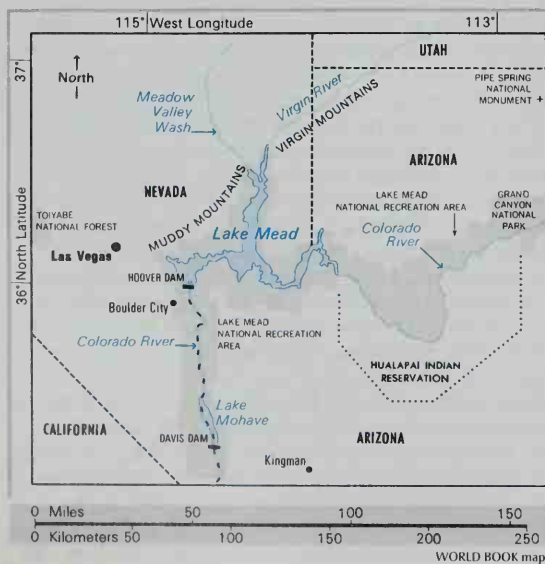 115° West Longitude
113°
37°
North
UTAH
PIPE SPRING
NATIONAL
MONUMENT +
Meadow
Valley
Wash
Virgin River
VIRGIN MOUNTAINS
ARIZONA
NEVADA
MUDDY MOUNTAINS
LAKE MEAD
NATIONAL RECREATION AREA
GRAND
CANYON
NATIONAL
PARK
TOIYABE
NATIONAL FOREST
Las Vegas
Lake Mead
Colorado
River
36° North Latitude
HOOVER DAM
Boulder City
Colorado River
LAKE MEAD
NATIONAL RECREATION
AREA
HUALAPAI INDIAN
RESERVATION
Lake
Mohave
CALIFORNIA
DAVIS DAM
ARIZONA
Kingman
0 Miles 50 100 150
0 Kilometers 50 100 150 200 250
WORLD BOOK map